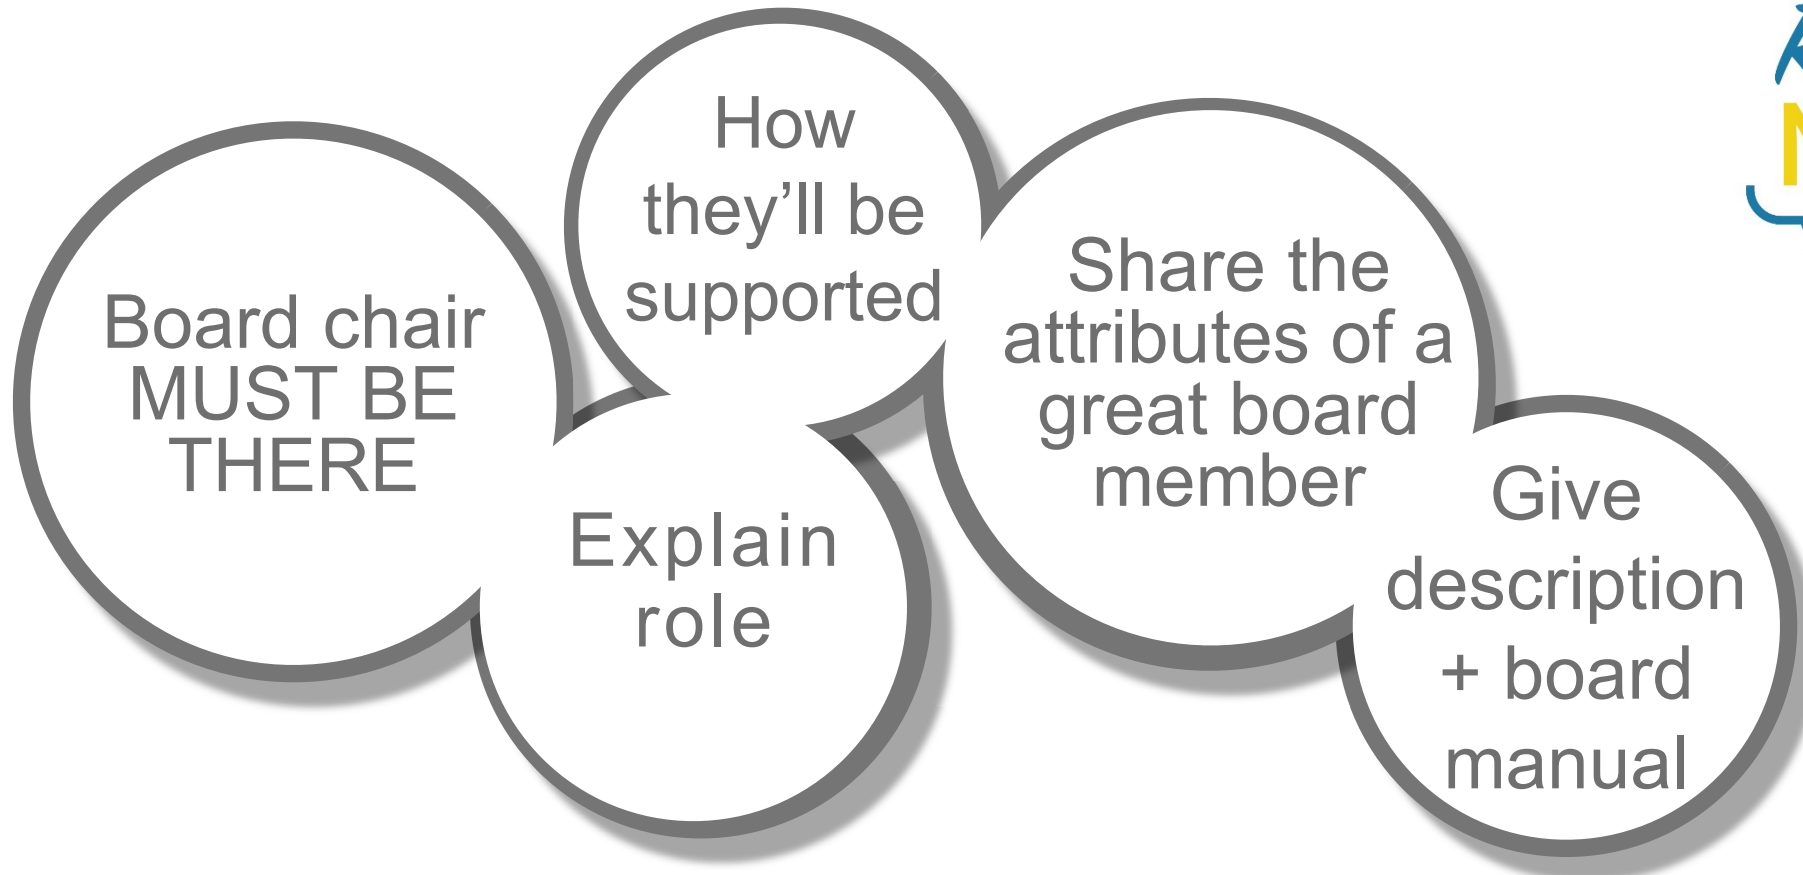 Board chair
MUST BE
THERE
How
they’ll be
supported
Explain
role
Share the
attributes of a
great board
member
Give
description
+ board
manual